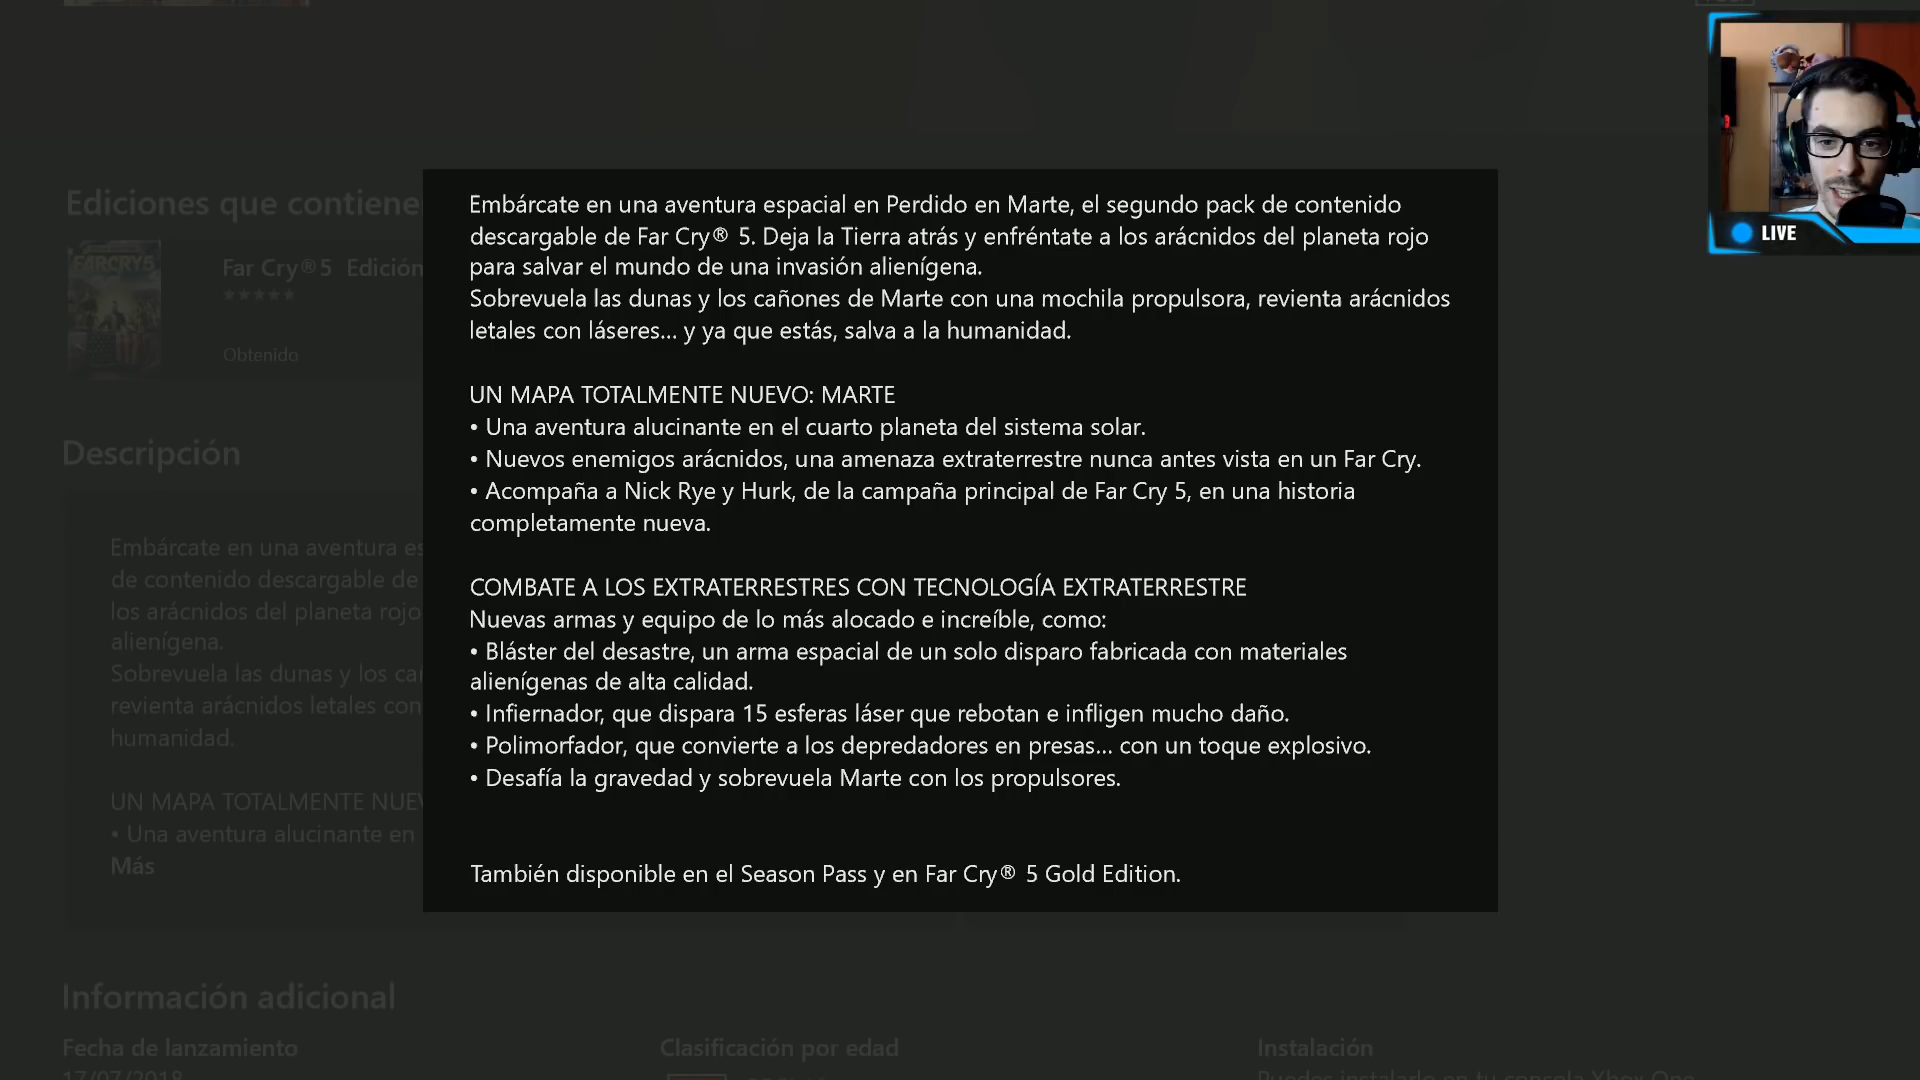 Ediciones que contiene
FARCRY5
Far Cry®5 Edición
Obtenido
Descripción
Embárcate en una aventura es
de contenido descargable de
los arácnidos del planeta rojo
alienígena.
Sobrevuela las dunas y los ca
revienta arácnidos letales con
humanidad.
UN MAPA TOTALMENTE NUEV
• Una aventura alucinante en
Más
Embárcate en una aventura espacial en Perdido en Marte, el segundo pack de contenido
descargable de Far Cry® 5. Deja la Tierra atrás y enfréntate a los arácnidos del planeta rojo
para salvar el mundo de una invasión alienígena.
Sobrevuela las dunas y los cañones de Marte con una mochila propulsora, revienta arácnidos
letales con láseres... y ya que estás, salva a la humanidad.
UN MAPA TOTALMENTE NUEVO: MARTE
• Una aventura alucinante en el cuarto planeta del sistema solar.
• Nuevos enemigos arácnidos, una amenaza extraterrestre nunca antes vista en un Far Cry.
• Acompaña a Nick Rye y Hurk, de la campaña principal de Far Cry 5, en una historia
completamente nueva.
COMBATE A LOS EXTRATERRESTRES CON TECNOLOGÍA EXTRATERRESTRE
Nuevas armas y equipo de lo más alocado e increíble, como:
• Bláster del desastre, un arma espacial de un solo disparo fabricada con materiales
alienígenas de alta calidad.
• Infiernador, que dispara 15 esferas láser que rebotan e infligen mucho daño.
• Polimorfador, que convierte a los depredadores en presas... con un toque explosivo.
• Desafía la gravedad y sobrevuela Marte con los propulsores.
También disponible en el Season Pass y en Far Cry® 5 Gold Edition.
LIVE
Información adicional
Fecha de lanzamiento
17/07/2018
Clasificación por edad
Instalación
Puedes instalarlo en tu consola Xbox One